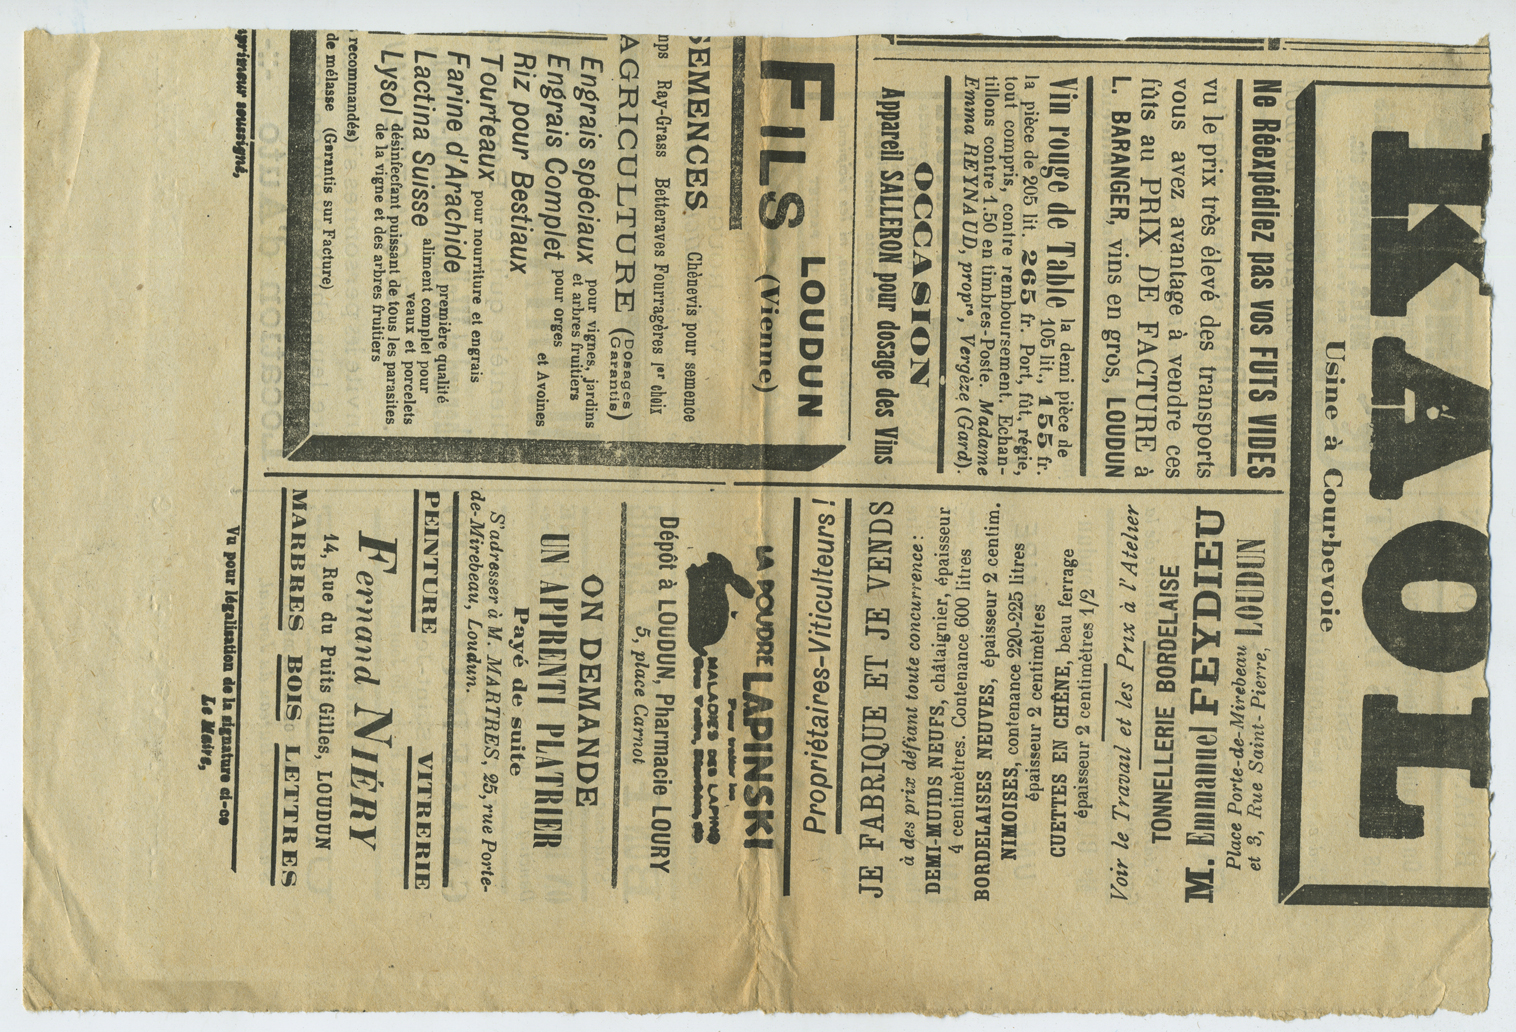 KAOL
Usine à Courbevoie
Ne Réexpédiez pas vos FUTS VIDES
vu le prix très élevé des transports
vous avez avantage à vendre ces
fûts au PRIX DE FACTURE à
L. BARANGER, vins en gros, LOUDUN
Vin rouge de Table la demi pièce de
105 lit., 155 fr.
la pièce de 205 lit. 265 fr. Port, fût, régie,
tout compris, contre remboursement. Echan-
tillons contre 1.50 en timbres-Poste. Madame
Emma REYNAUD, propre, Vergèze (Gard).
OCCASION
Appareil SALLERON pour dosage des Vins
FILS LOUDUN
(Vienne)
SEMENCES Chènevis pour semence
mps Ray-Grass Betteraves Fourragères 1er choix
AGRICULTURE (Dosages Garantis)
Engrais spéciaux pour vignes, jardins
et arbres fruitiers
Engrais Complet pour orges et Avoines
Riz pour Bestiaux
Tourteaux pour nourriture et engrais
Farine d'Arachide première qualité
Lactina Suisse aliment complet pour
veaux et porcelets
Lysol désinfectant puissant de tous les parasites
de la vigne et des arbres fruitiers
recommandés)
de mélasse (Garantis sur Facture)
primeur soussigné,
Propriétaires-Viticulteurs !
JE FABRIQUE ET JE VENDS
à des prix défiant toute concurrence :
DEMI-MUIDS NEUFS, châtaignier, épaisseur
4 centimètres. Contenance 600 litres
BORDELAISES NEUVES, épaisseur 2 centim.
NIMOISES, contenance 220-225 litres
épaisseur 2 centimètres
CUETTES EN CHÊNE, beau ferrage
épaisseur 2 centimètres 1/2
Voir le Travail et les Prix à l'Atelier
TONNELLERIE BORDELAISE
M. Emmanuel FEYDIEU
Place Porte-de-Mirebeau
et 3, Rue Saint-Pierre, LOUDUN
LA POUDRE LAPINSKI
Pour traiter les
MALADIES DES LAPINS
Gros Ventre, Diarrhée, etc
Dépôt à LOUDUN, Pharmacie LOURY
5, place Carnot
ON DEMANDE
UN APPRENTI PLATRIER
Payé de suite
S'adresser à M. MARTRES, 25, rue Porte-
de-Mirebeau, Loudun.
PEINTURE VITRERIE
Fernand NIÉRY
14, Rue du Puits Gilles, LOUDUN
MARBRES BOIS LETTRES
Vu pour légalisation de la signature ci-co
Le Maire,